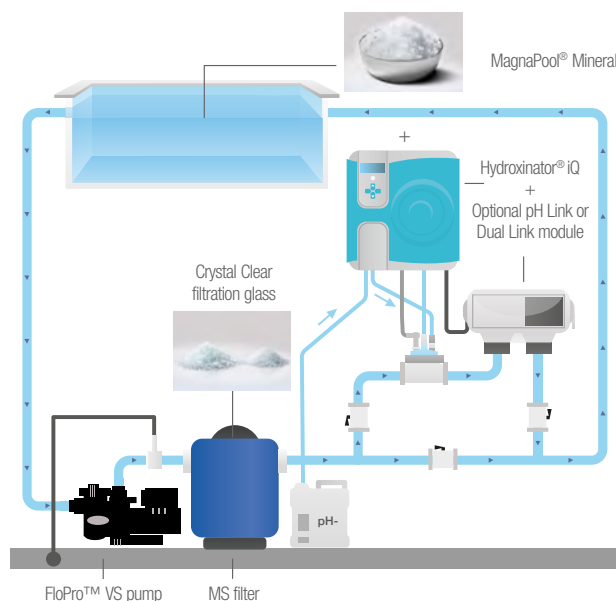 MagnaPool® Mineral
+
Hydroxinator® iQ
+
Optional pH Link or
Dual Link module
Crystal Clear
filtration glass
pH-
FloPro™ VS pump
MS filter